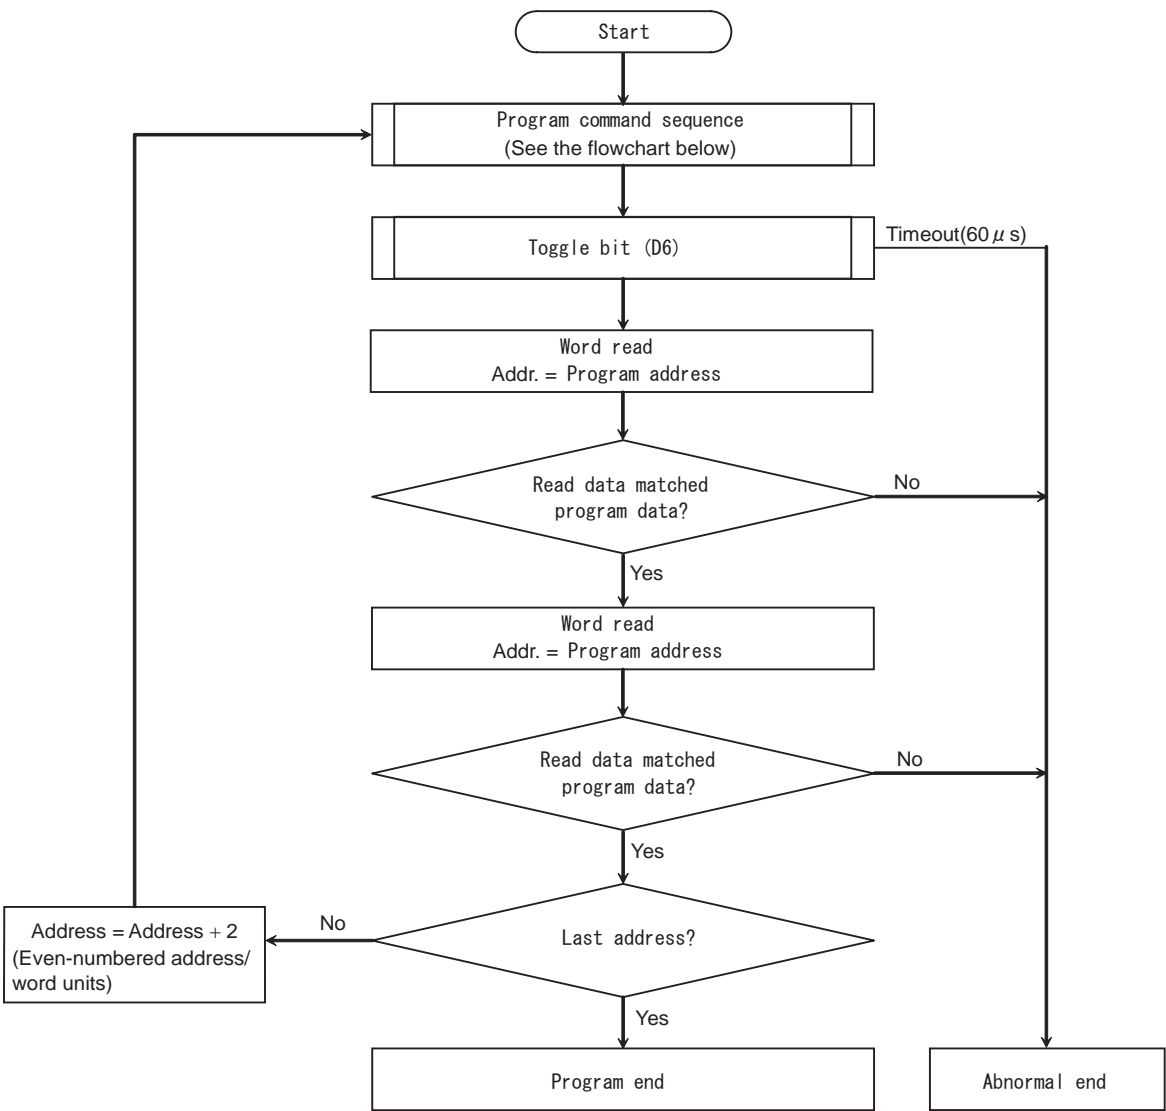 Start
Program command sequence
(See the flowchart below)
Toggle bit (D6)
Timeout(60 μ s)
Word read
Addr. = Program address
Read data matched
program data?
No
Yes
Word read
Addr. = Program address
Read data matched
program data?
No
Yes
Last address?
No
Address = Address + 2
(Even-numbered address/
word units)
Yes
Program end
Abnormal end